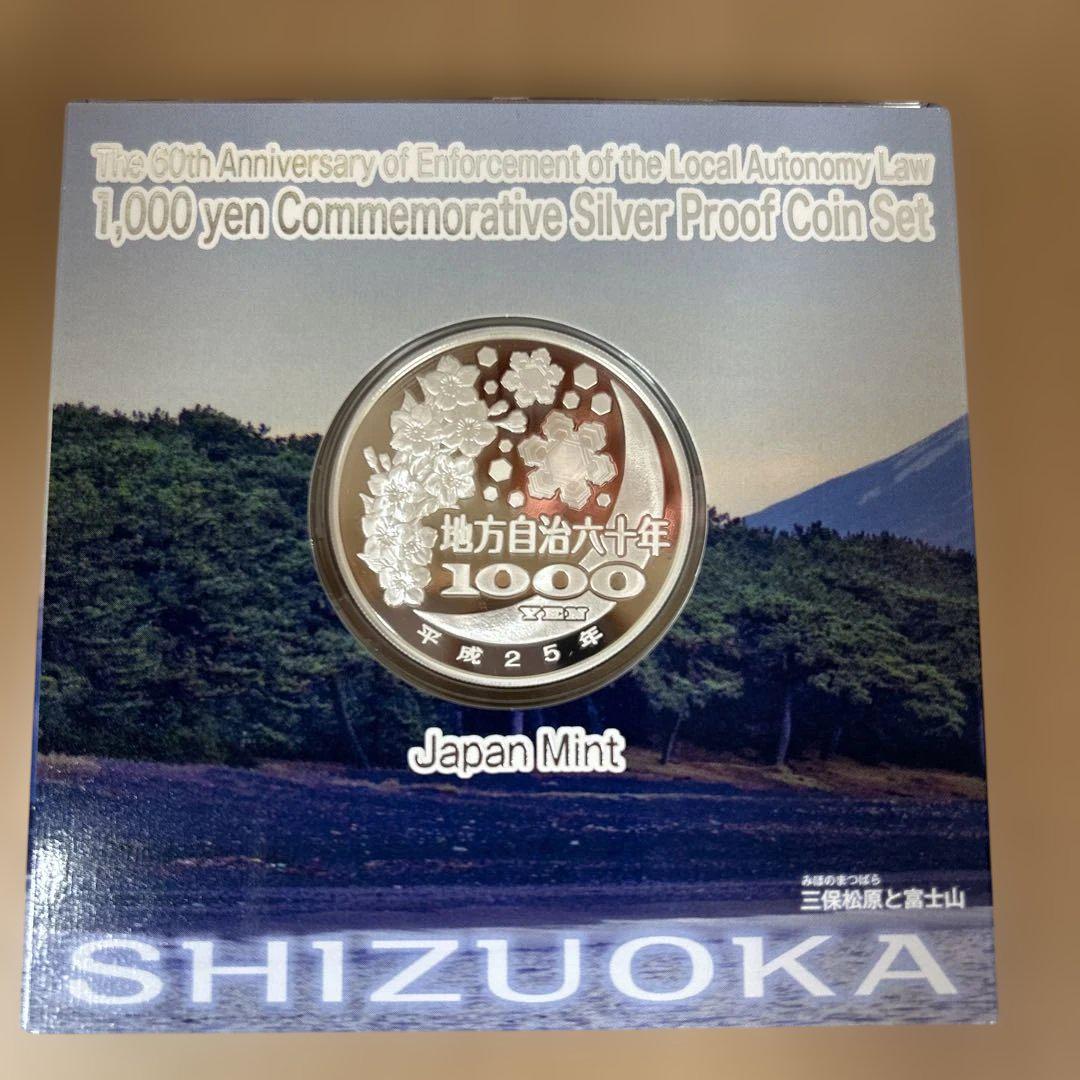 The 60th Anniversary of Enforcement of the Local Autonomy Law
1,000 yen Commemorative Silver Proof Coin Set
地方自治六十年
1000
YEN
平成25年
Japan Mint
みほのまつばら
三保松原と富士山
SHIZUOKA